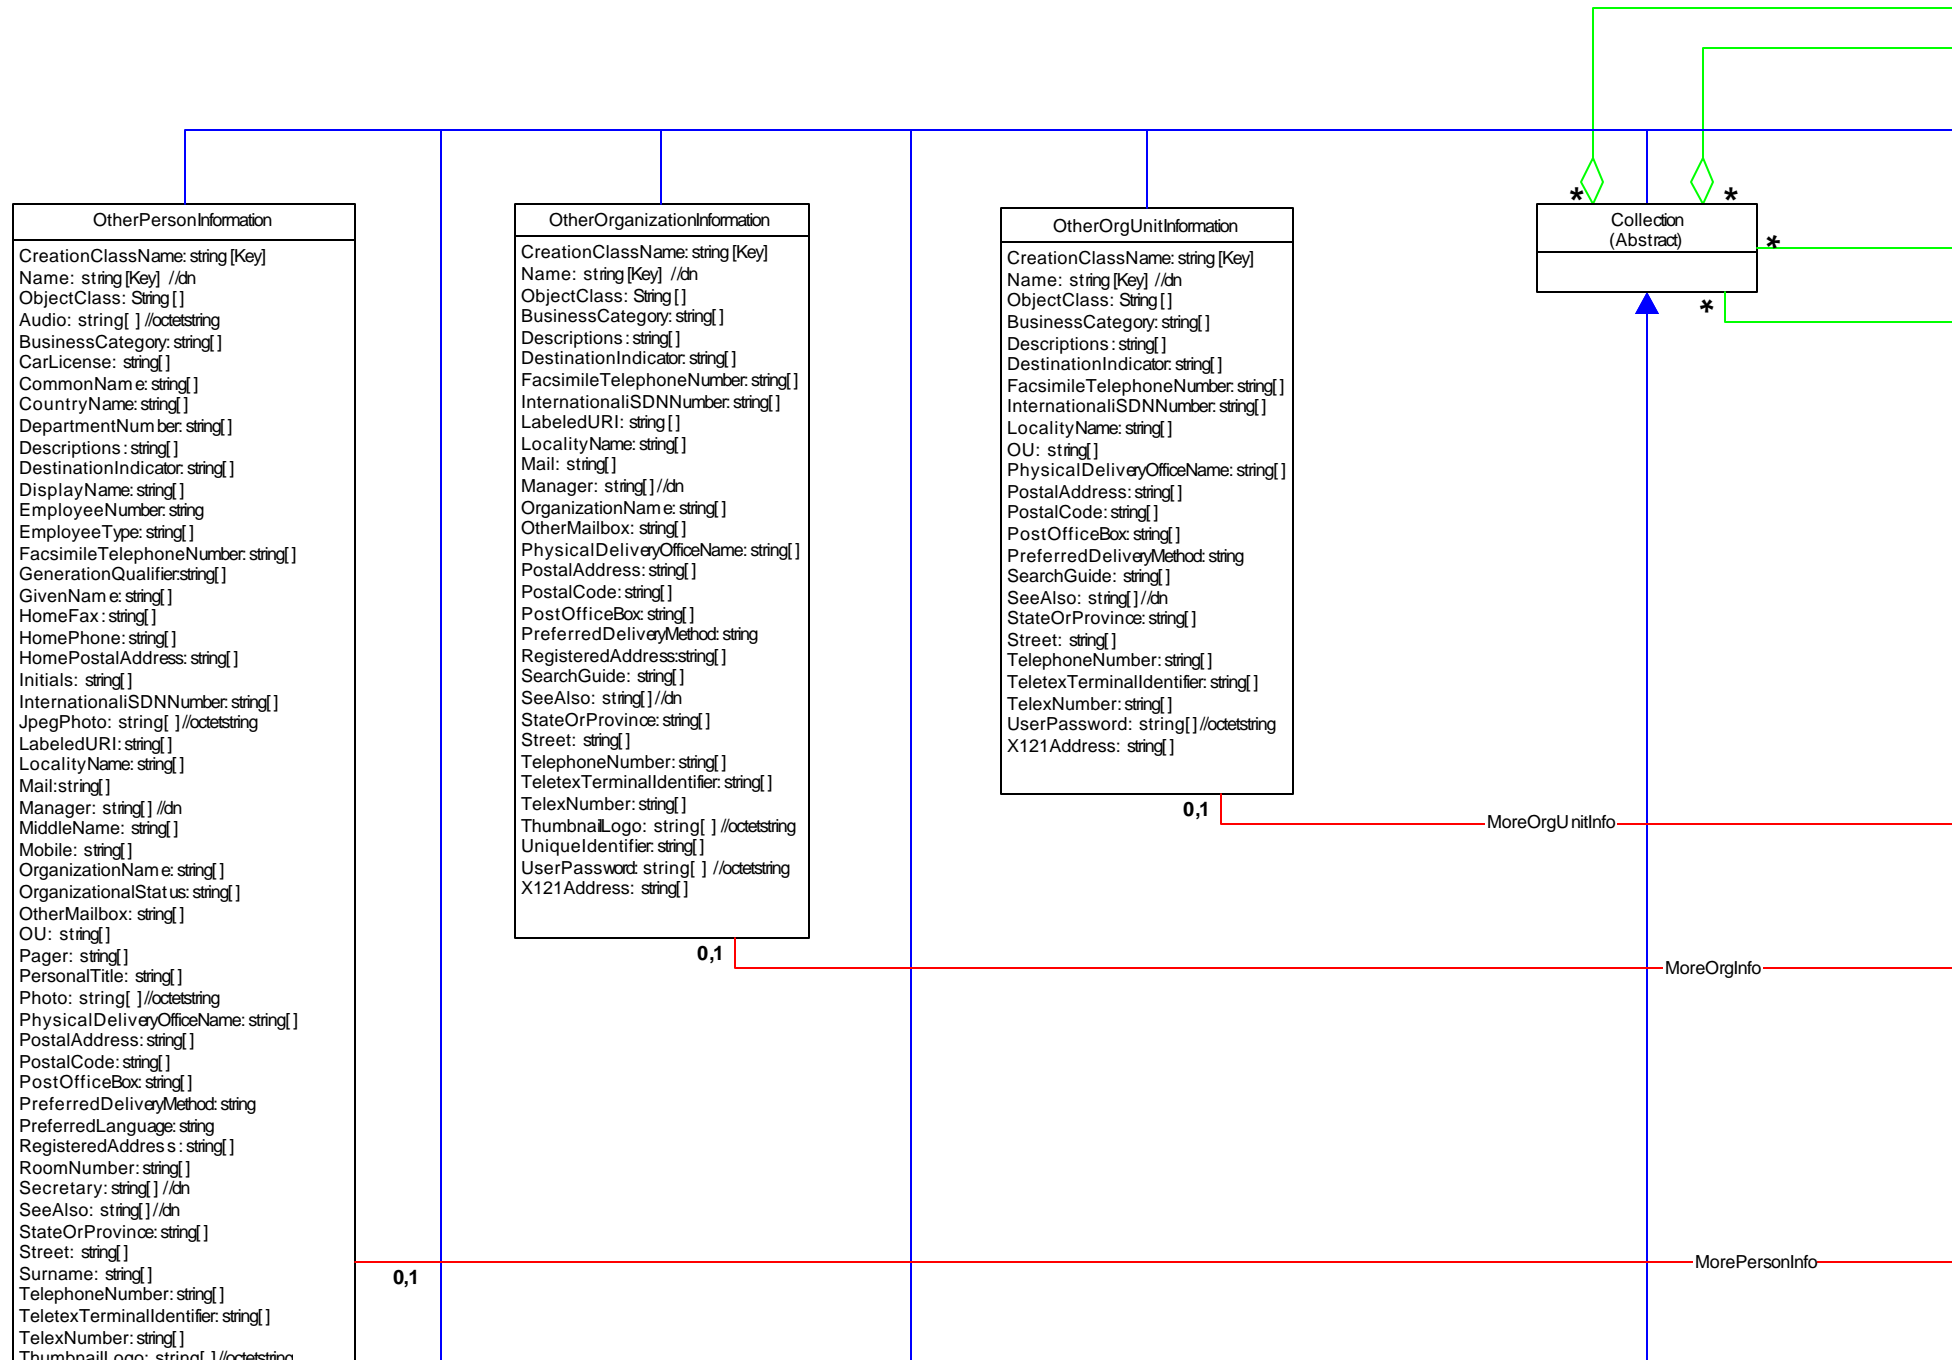 OtherPersonInformation
CreationClassName: string [Key]
Name: string [Key] //dn
ObjectClass: String [ ]
Audio: string[ ] //octetstring
BusinessCategory: string[ ]
CarLicense: string[ ]
CommonName: string[ ]
CountryName: string[ ]
DepartmentNumber: string[ ]
Descriptions : string[ ]
DestinationIndicator: string[ ]
DisplayName: string[ ]
EmployeeNumber: string
EmployeeType: string[ ]
FacsimileTelephoneNumber: string[ ]
GenerationQualifier:string[ ]
GivenName: string[ ]
HomeFax : string[ ]
HomePhone: string[ ]
HomePostalAddress: string[ ]
Initials: string[ ]
InternationaliSDNNumber: string[ ]
JpegPhoto: string[ ] //octetstring
LabeledURI: string[ ]
LocalityName: string[ ]
Mail:string[ ]
Manager: string[ ] //dn
MiddleName: string[ ]
Mobile: string[ ]
OrganizationName: string[ ]
OrganizationalStatus: string[ ]
OtherMailbox: string[ ]
OU: string[ ]
Pager: string[ ]
PersonalTitle: string[ ]
Photo: string[ ] //octetstring
PhysicalDeliveryOfficeName: string[ ]
PostalAddress: string[ ]
PostalCode: string[ ]
PostOfficeBox: string[ ]
PreferredDeliveryMethod: string
PreferredLanguage: string
RegisteredAddress : string[ ]
RoomNumber: string[ ]
Secretary: string[ ] //dn
SeeAlso: string[ ] //dn
StateOrProvince: string[ ]
Street: string[ ]
Surname: string[ ]
TelephoneNumber: string[ ]
TeletexTerminalIdentifier: string[ ]
TelexNumber: string[ ]
ThumbnailLogo: string[ ] //octetstring
0,1
OtherOrganizationInformation
CreationClassName: string [Key]
Name: string [Key] //dn
ObjectClass: String [ ]
BusinessCategory: string[ ]
Descriptions : string[ ]
DestinationIndicator: string[ ]
FacsimileTelephoneNumber: string[ ]
InternationaliSDNNumber: string[ ]
LabeledURI: string [ ]
LocalityName: string[ ]
Mail: string[ ]
Manager: string[ ] //dn
OrganizationName: string[ ]
OtherMailbox: string[ ]
PhysicalDeliveryOfficeName: string[ ]
PostalAddress: string[ ]
PostalCode: string[ ]
PostOfficeBox: string[ ]
PreferredDeliveryMethod: string
RegisteredAddress:string[ ]
SearchGuide: string[ ]
SeeAlso: string[ ] //dn
StateOrProvince: string[ ]
Street: string[ ]
TelephoneNumber: string[ ]
TeletexTerminalIdentifier: string[ ]
TelexNumber: string[ ]
ThumbnailLogo: string[ ] //octetstring
UniqueIdentifier: string[ ]
UserPassword: string[ ] //octetstring
X121Address: string[ ]
0,1
OtherOrgUnitInformation
CreationClassName: string [Key]
Name: string [Key] //dn
ObjectClass: String [ ]
BusinessCategory: string[ ]
Descriptions : string[ ]
DestinationIndicator: string[ ]
FacsimileTelephoneNumber: string[ ]
InternationaliSDNNumber: string[ ]
LocalityName: string[ ]
OU: string[ ]
PhysicalDeliveryOfficeName: string[ ]
PostalAddress: string[ ]
PostalCode: string[ ]
PostOfficeBox: string[ ]
PreferredDeliveryMethod: string
SearchGuide: string[ ]
SeeAlso: string[ ] //dn
StateOrProvince: string[ ]
Street: string[ ]
TelephoneNumber: string[ ]
TeletexTerminalIdentifier: string[ ]
TelexNumber: string[ ]
UserPassword: string[ ] //octetstring
X121Address: string[ ]
0,1
* *
Collection
(Abstract)
*
*
MoreOrgUnitInfo
MoreOrgInfo
MorePersonInfo